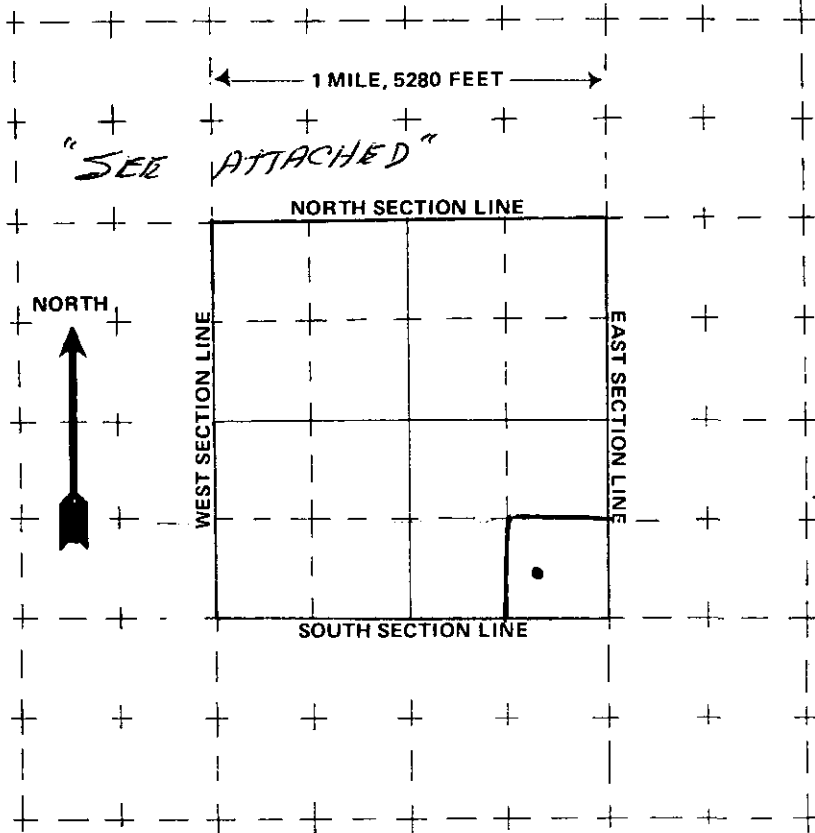 1 MILE, 5280 FEET
"SEE ATTACHED"
NORTH SECTION LINE
NORTH
WEST SECTION LINE
EAST SECTION LINE
SOUTH SECTION LINE